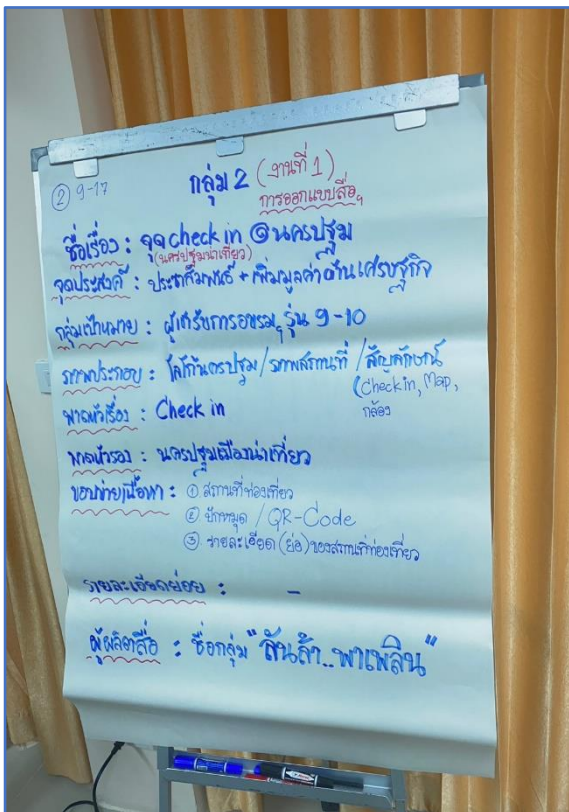 ② 9-17
กลุ่ม 2 (งานที่ 1)
การออกแบบสื่อฯ
ชื่อเรื่อง : จุด check in @นครปฐม
(นครปฐมน่าเที่ยว)
จุดประสงค์ : ประชาสัมพันธ์ + เพิ่มมูลค่าด้านเศรษฐกิจ
กลุ่มเป้าหมาย : ผู้เข้ารับการอบรมฯ รุ่น 9-10
ภาพประกอบ : โลโก้นครปฐม/ภาพสถานที่/สัญลักษณ์
(Check in, Map,
กล้อง
พาดหัวเรื่อง : Check in
พาดหัวรอง : นครปฐมเมืองน่าเที่ยว
ขอบข่ายเนื้อหา : ① สถานที่ท่องเที่ยว
② ปักหมุด / QR-Code
③ รายละเอียด (ย่อ) ของสถานที่ท่องเที่ยว
รายละเอียดย่อย : -
ผู้ผลิตสื่อ : ชื่อกลุ่ม "ลันล้า..พาเพลิน"